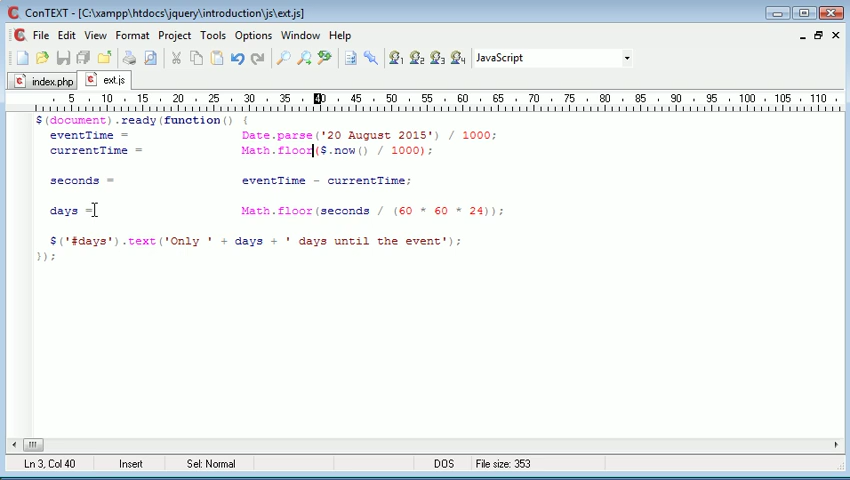 ConTEXT - [C:\xampp\htdocs\jquery\introduction\js\ext.js]
File Edit View Format Project Tools Options Window Help
1 2 3 4 JavaScript
index.php ext.js
5 10 15 20 25 30 35 40 45 50 55 60 65 70 75 80 85 90 95 100 105 110
$(document).ready(function() {
eventTime = Date.parse('20 August 2015') / 1000;
currentTime = Math.floor($.now() / 1000);
seconds = eventTime - currentTime;
days = Math.floor(seconds / (60 * 60 * 24));
$('#days').text('Only ' + days + ' days until the event');
});
Ln 3, Col 40 Insert Sel: Normal DOS File size: 353